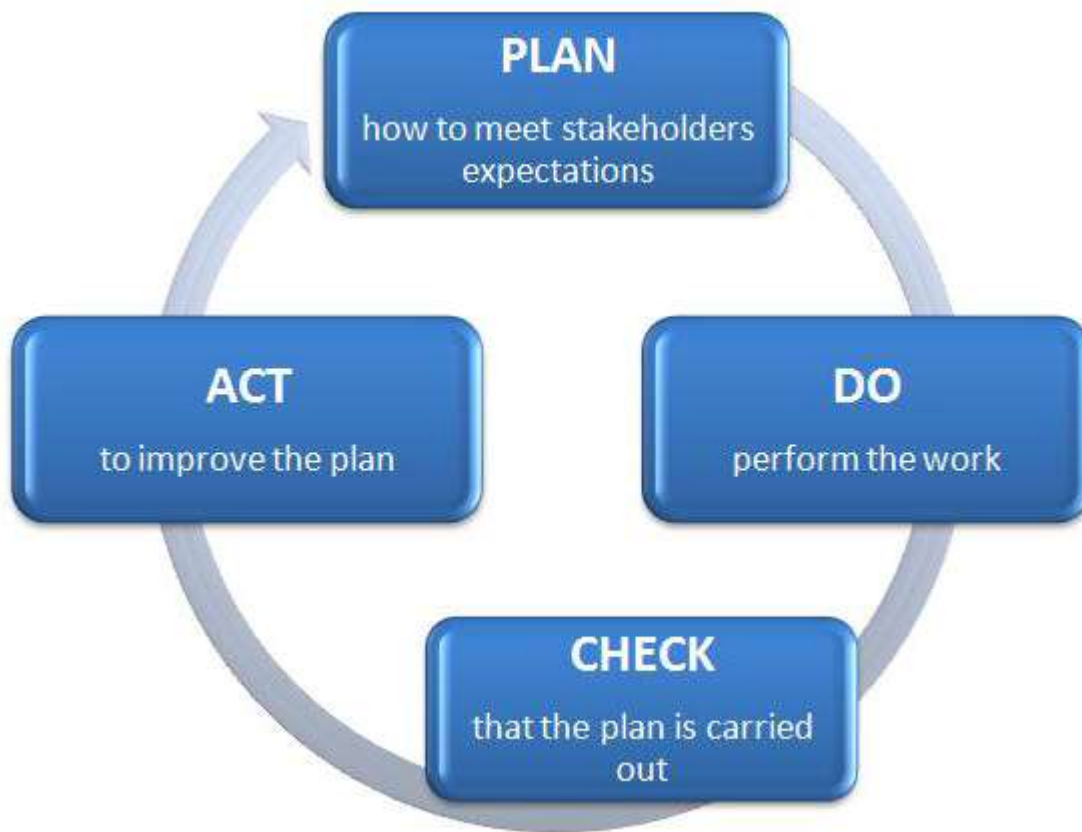 PLAN
how to meet stakeholders
expectations
DO
perform the work
CHECK
that the plan is carried
out
ACT
to improve the plan